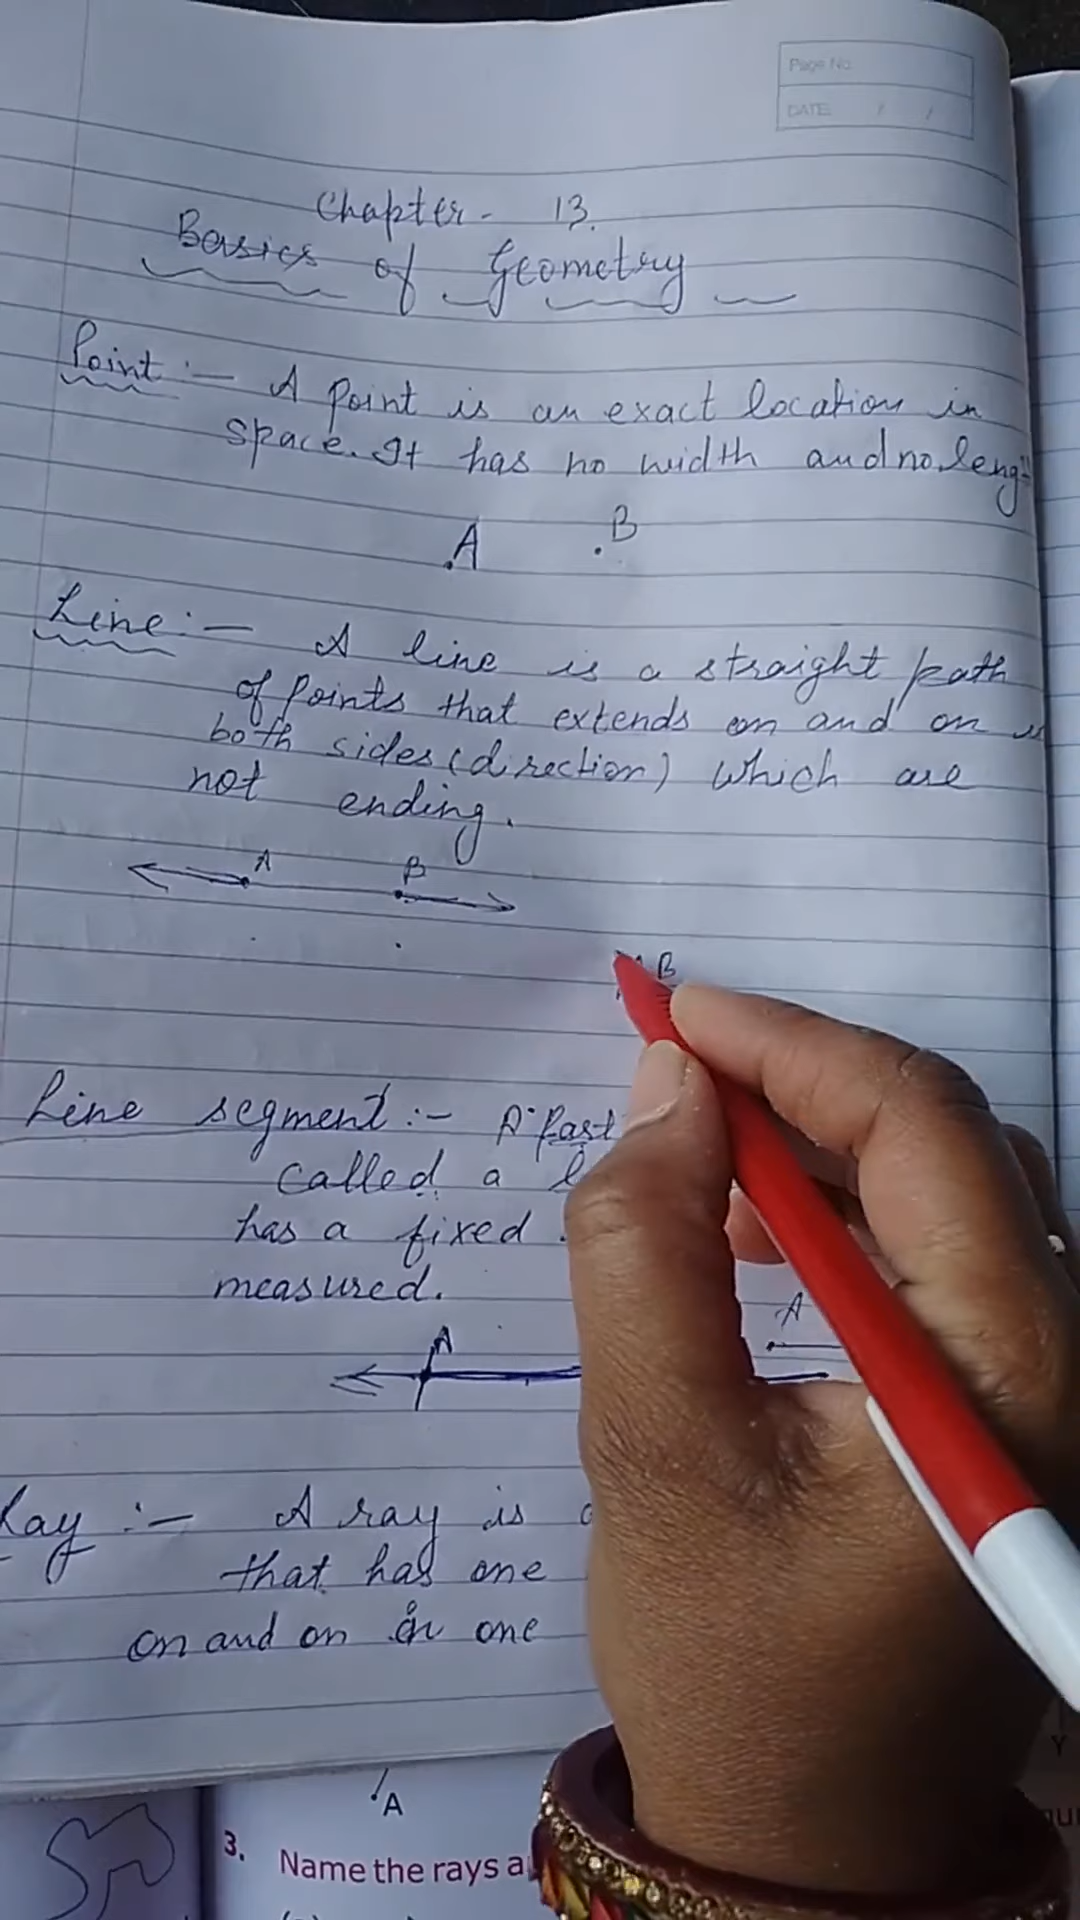 Page No.
DATE: / /
Chapter - 13.
Basics of Geometry
Point :- A point is an exact location in
space. It has no width and no leng
.A .B
Line :- A line is a straight path
of points that extends on and on
both sides (direction) which are
not ending.
A B
B
Line segment :- A part
called a
has a fixed
measured.
A
A
Ray :- A ray is
that has one
on and on in one
A
Y
3. Name the rays a